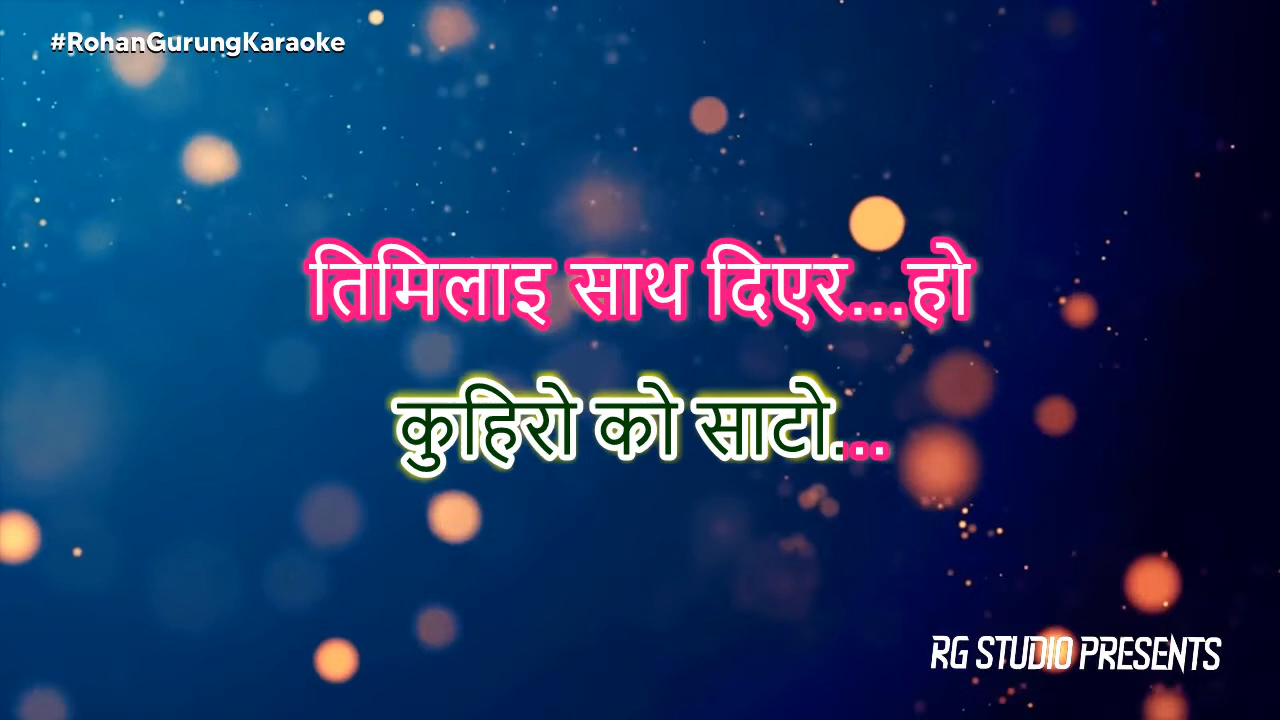 #RohanGurungKaraoke
तिमिलाइ साथ दिएर...हो
कुहिरो को साटो...
RG STUDIO PRESENTS